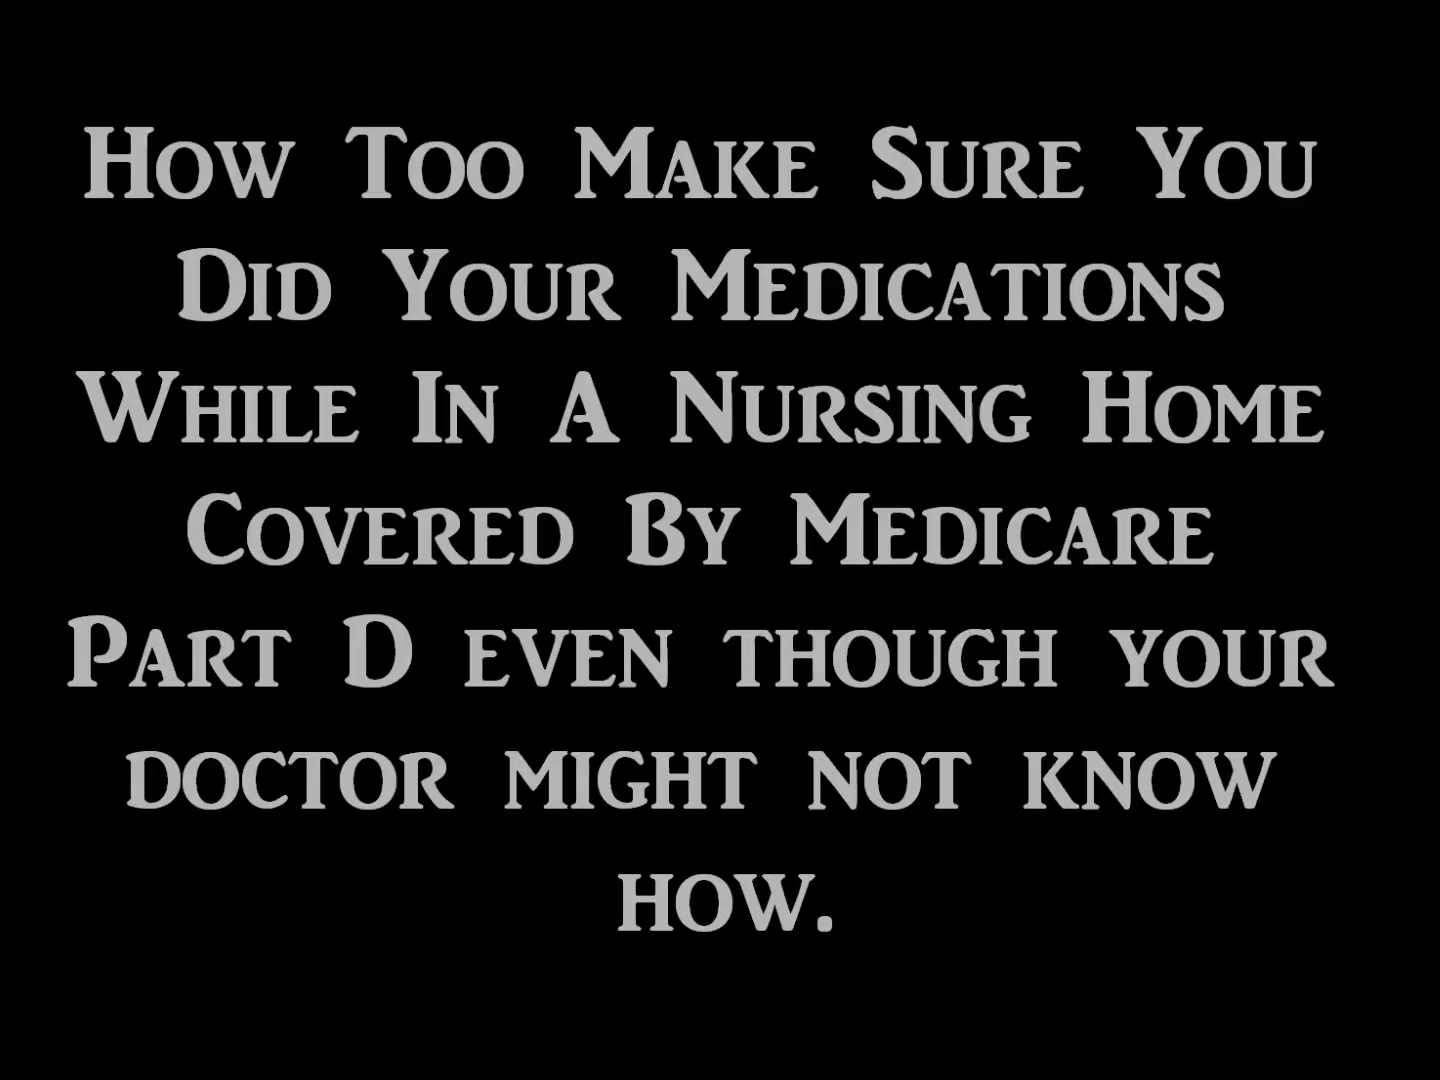 How Too Make Sure You
Did Your Medications
While In A Nursing Home
Covered By Medicare
Part D even though your
doctor might not know
how.